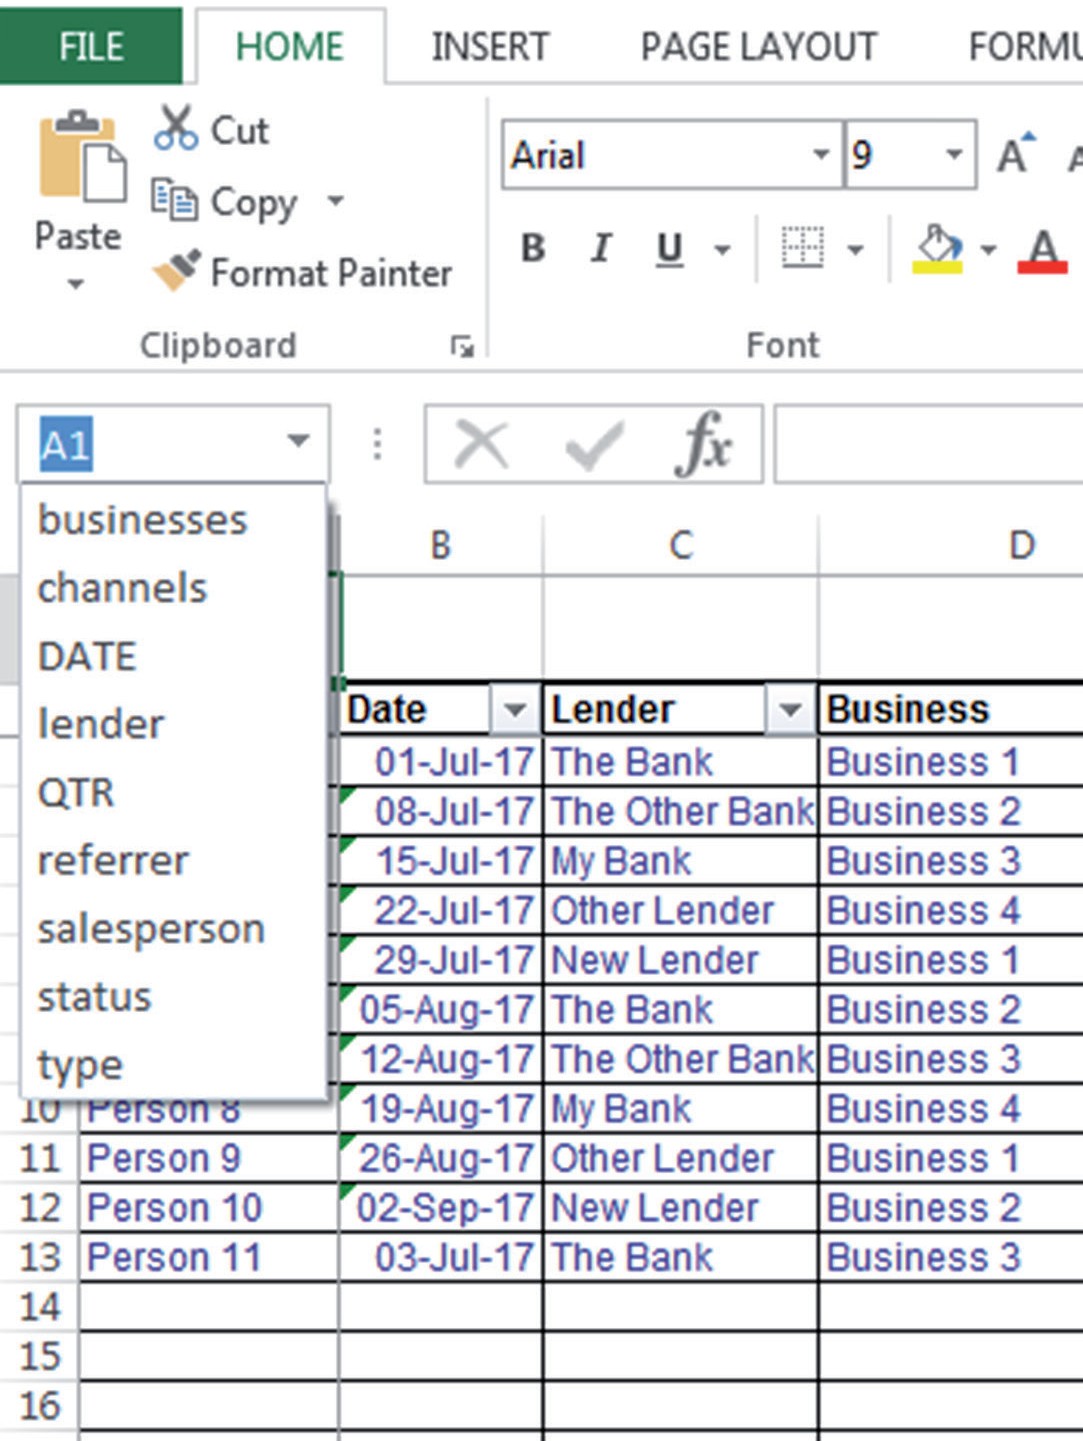 FILE HOME INSERT PAGE LAYOUT
Cut
Copy
Paste
Format Painter
Clipboard
Arial 9 A
B I U A
Font
A1 fx
businesses
channels
DATE
lender
QTR
referrer
salesperson
status
type
B C D
Date Lender Business
01-Jul-17 The Bank Business 1
08-Jul-17 The Other Bank Business 2
15-Jul-17 My Bank Business 3
22-Jul-17 Other Lender Business 4
29-Jul-17 New Lender Business 1
05-Aug-17 The Bank Business 2
12-Aug-17 The Other Bank Business 3
10 Person 8 19-Aug-17 My Bank Business 4
11 Person 9 26-Aug-17 Other Lender Business 1
12 Person 10 02-Sep-17 New Lender Business 2
13 Person 11 03-Jul-17 The Bank Business 3
14
15
16